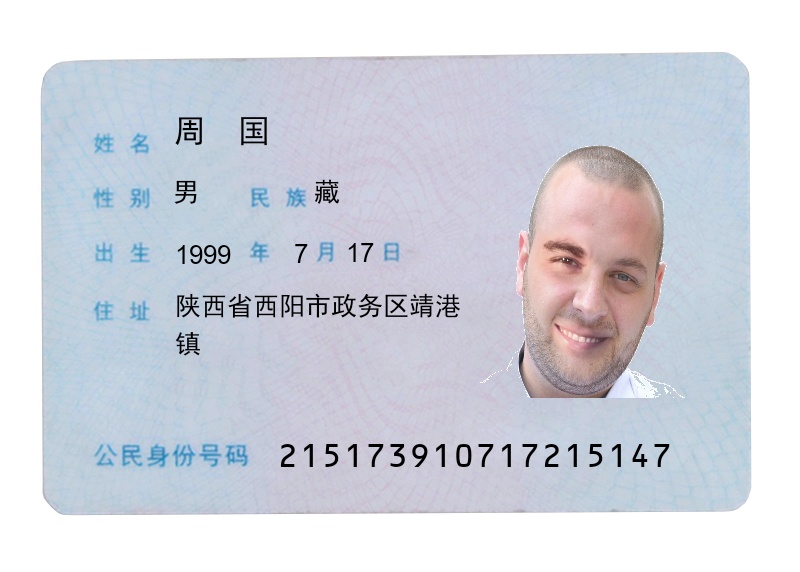 姓名 周 国
性别 男 民族 藏
出生 1999 年 7 月 17 日
住址 陕西省西阳市政务区靖港
镇
公民身份号码 215173910717215147